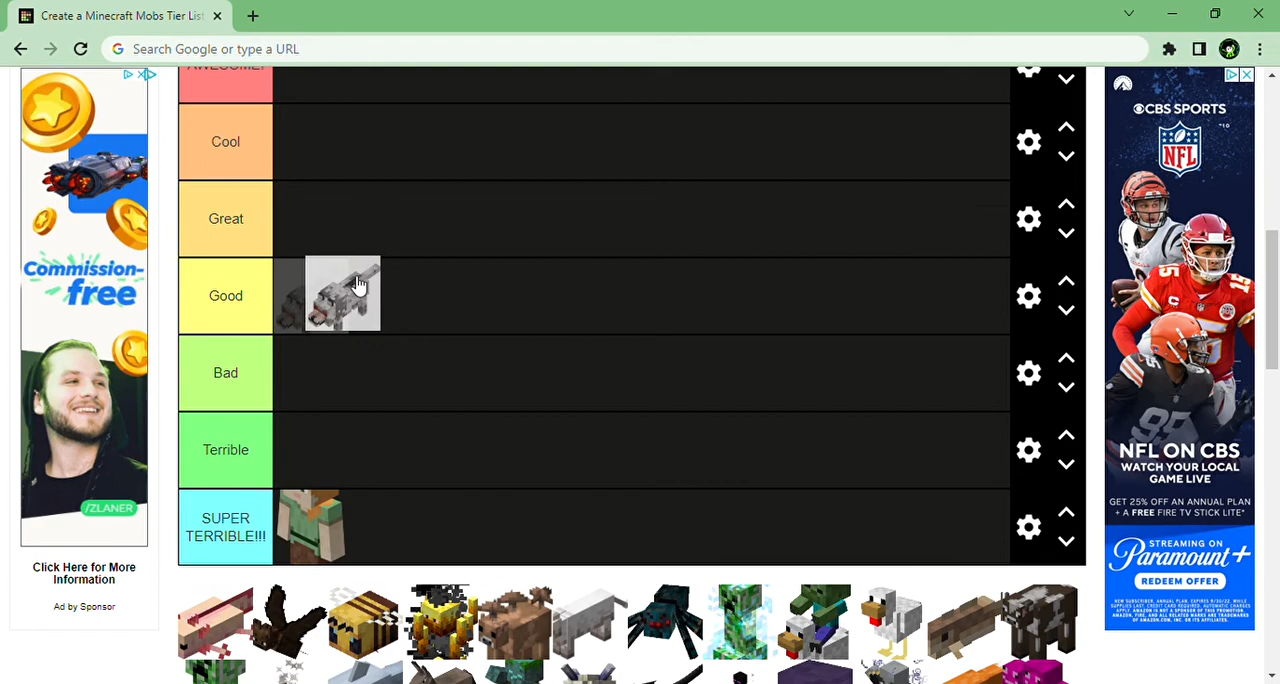 Create a Minecraft Mobs Tier List
Search Google or type a URL
AWESOME!
Cool
Great
Good
Bad
Terrible
SUPER
TERRIBLE!!!
Commission-
free
/ZLANER
Click Here for More
Information
Ad by Sponsor
CBS SPORTS
NFL
NFL ON CBS
WATCH YOUR LOCAL
GAME LIVE
GET 25% OFF AN ANNUAL PLAN
+ A FREE FIRE TV STICK LITE*
STREAMING ON
Paramount+
REDEEM OFFER